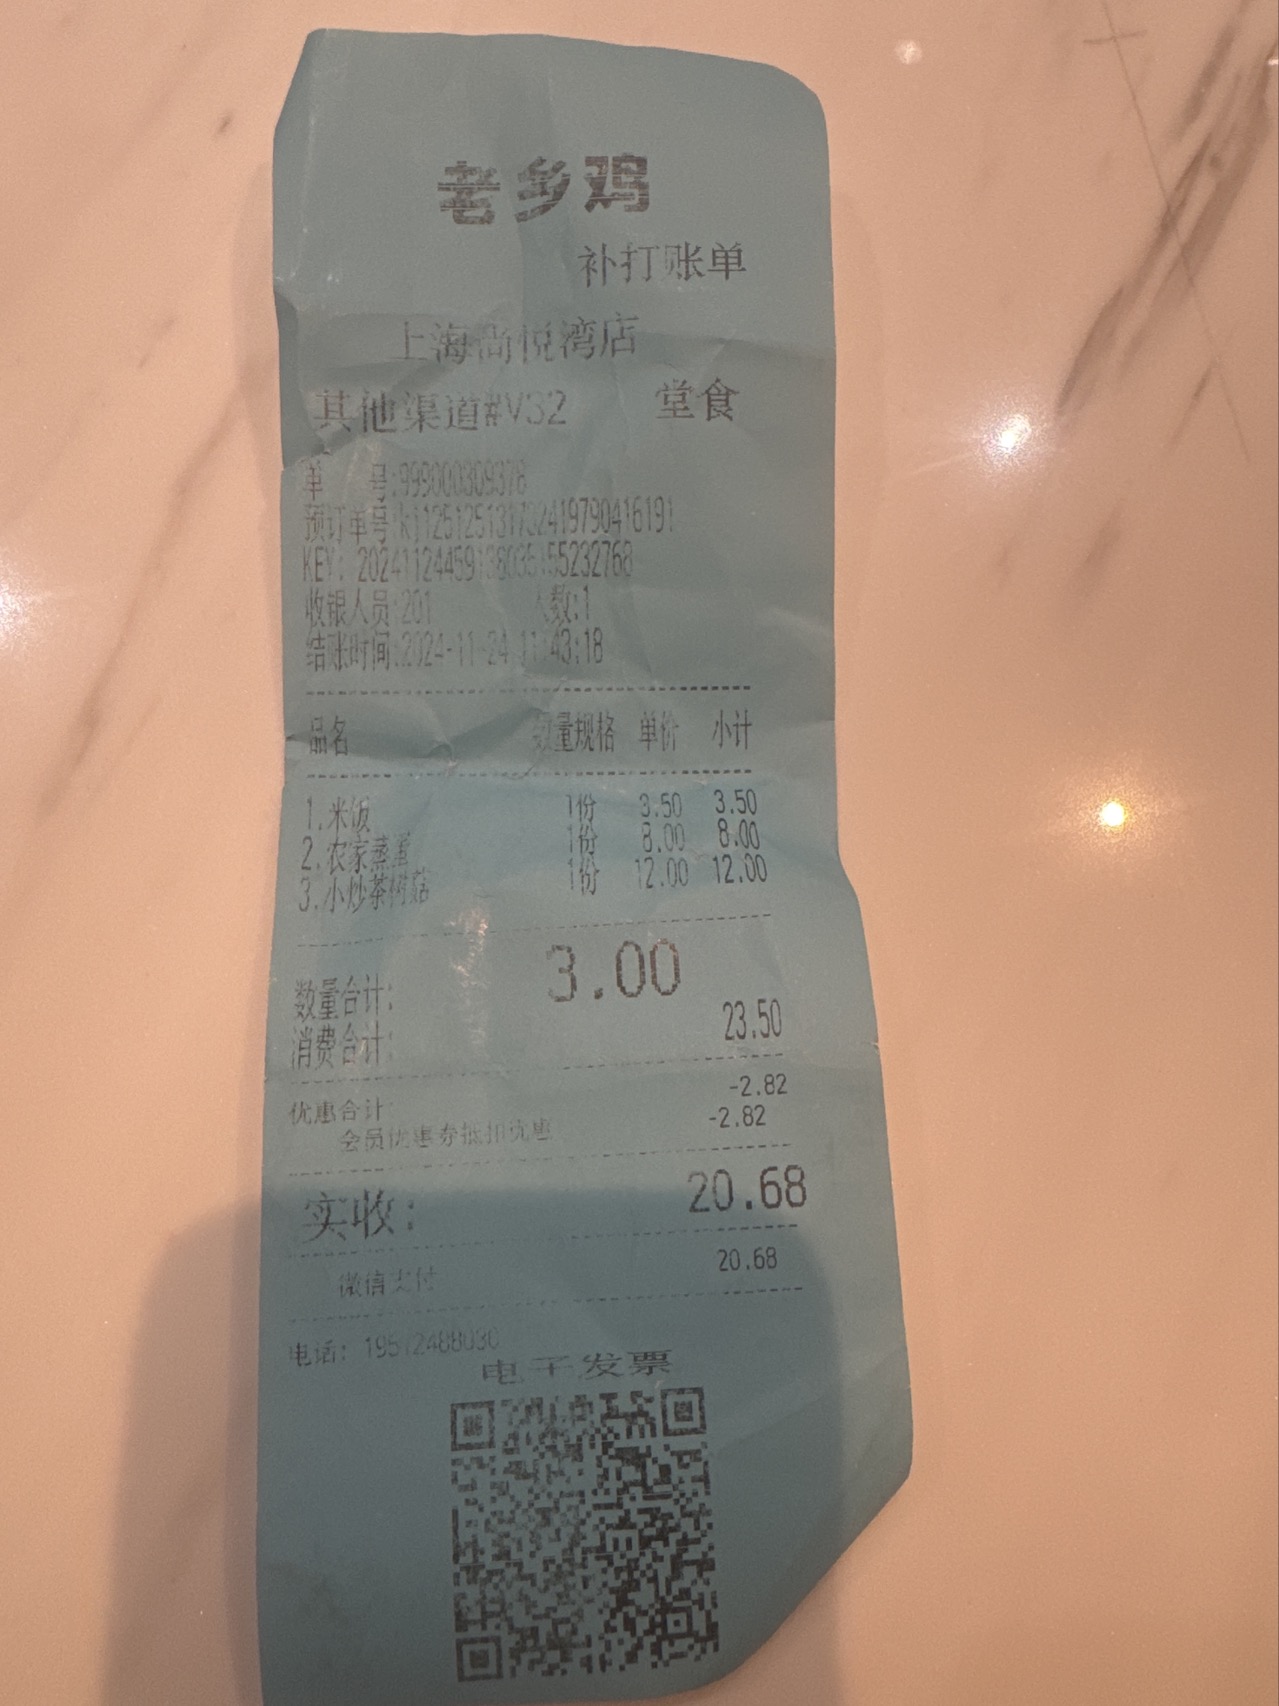 老乡鸡
补打账单
上海尚悦湾店
其他渠道#V32 堂食
单 号:999000309378
预订单号:
KEY:
收银人员:201 人数:1
结账时间:2024-11-24 11:43:18
品名 数量规格 单价 小计
1.米饭 1份 3.50 3.50
2.农家蒸蛋 1份 8.00 8.00
3.小炒茶树菇 1份 12.00 12.00
数量合计: 3.00
消费合计: 23.50
优惠合计: -2.82
会员优惠券抵扣优惠 -2.82
实收: 20.68
微信支付 20.68
电话:
电子发票